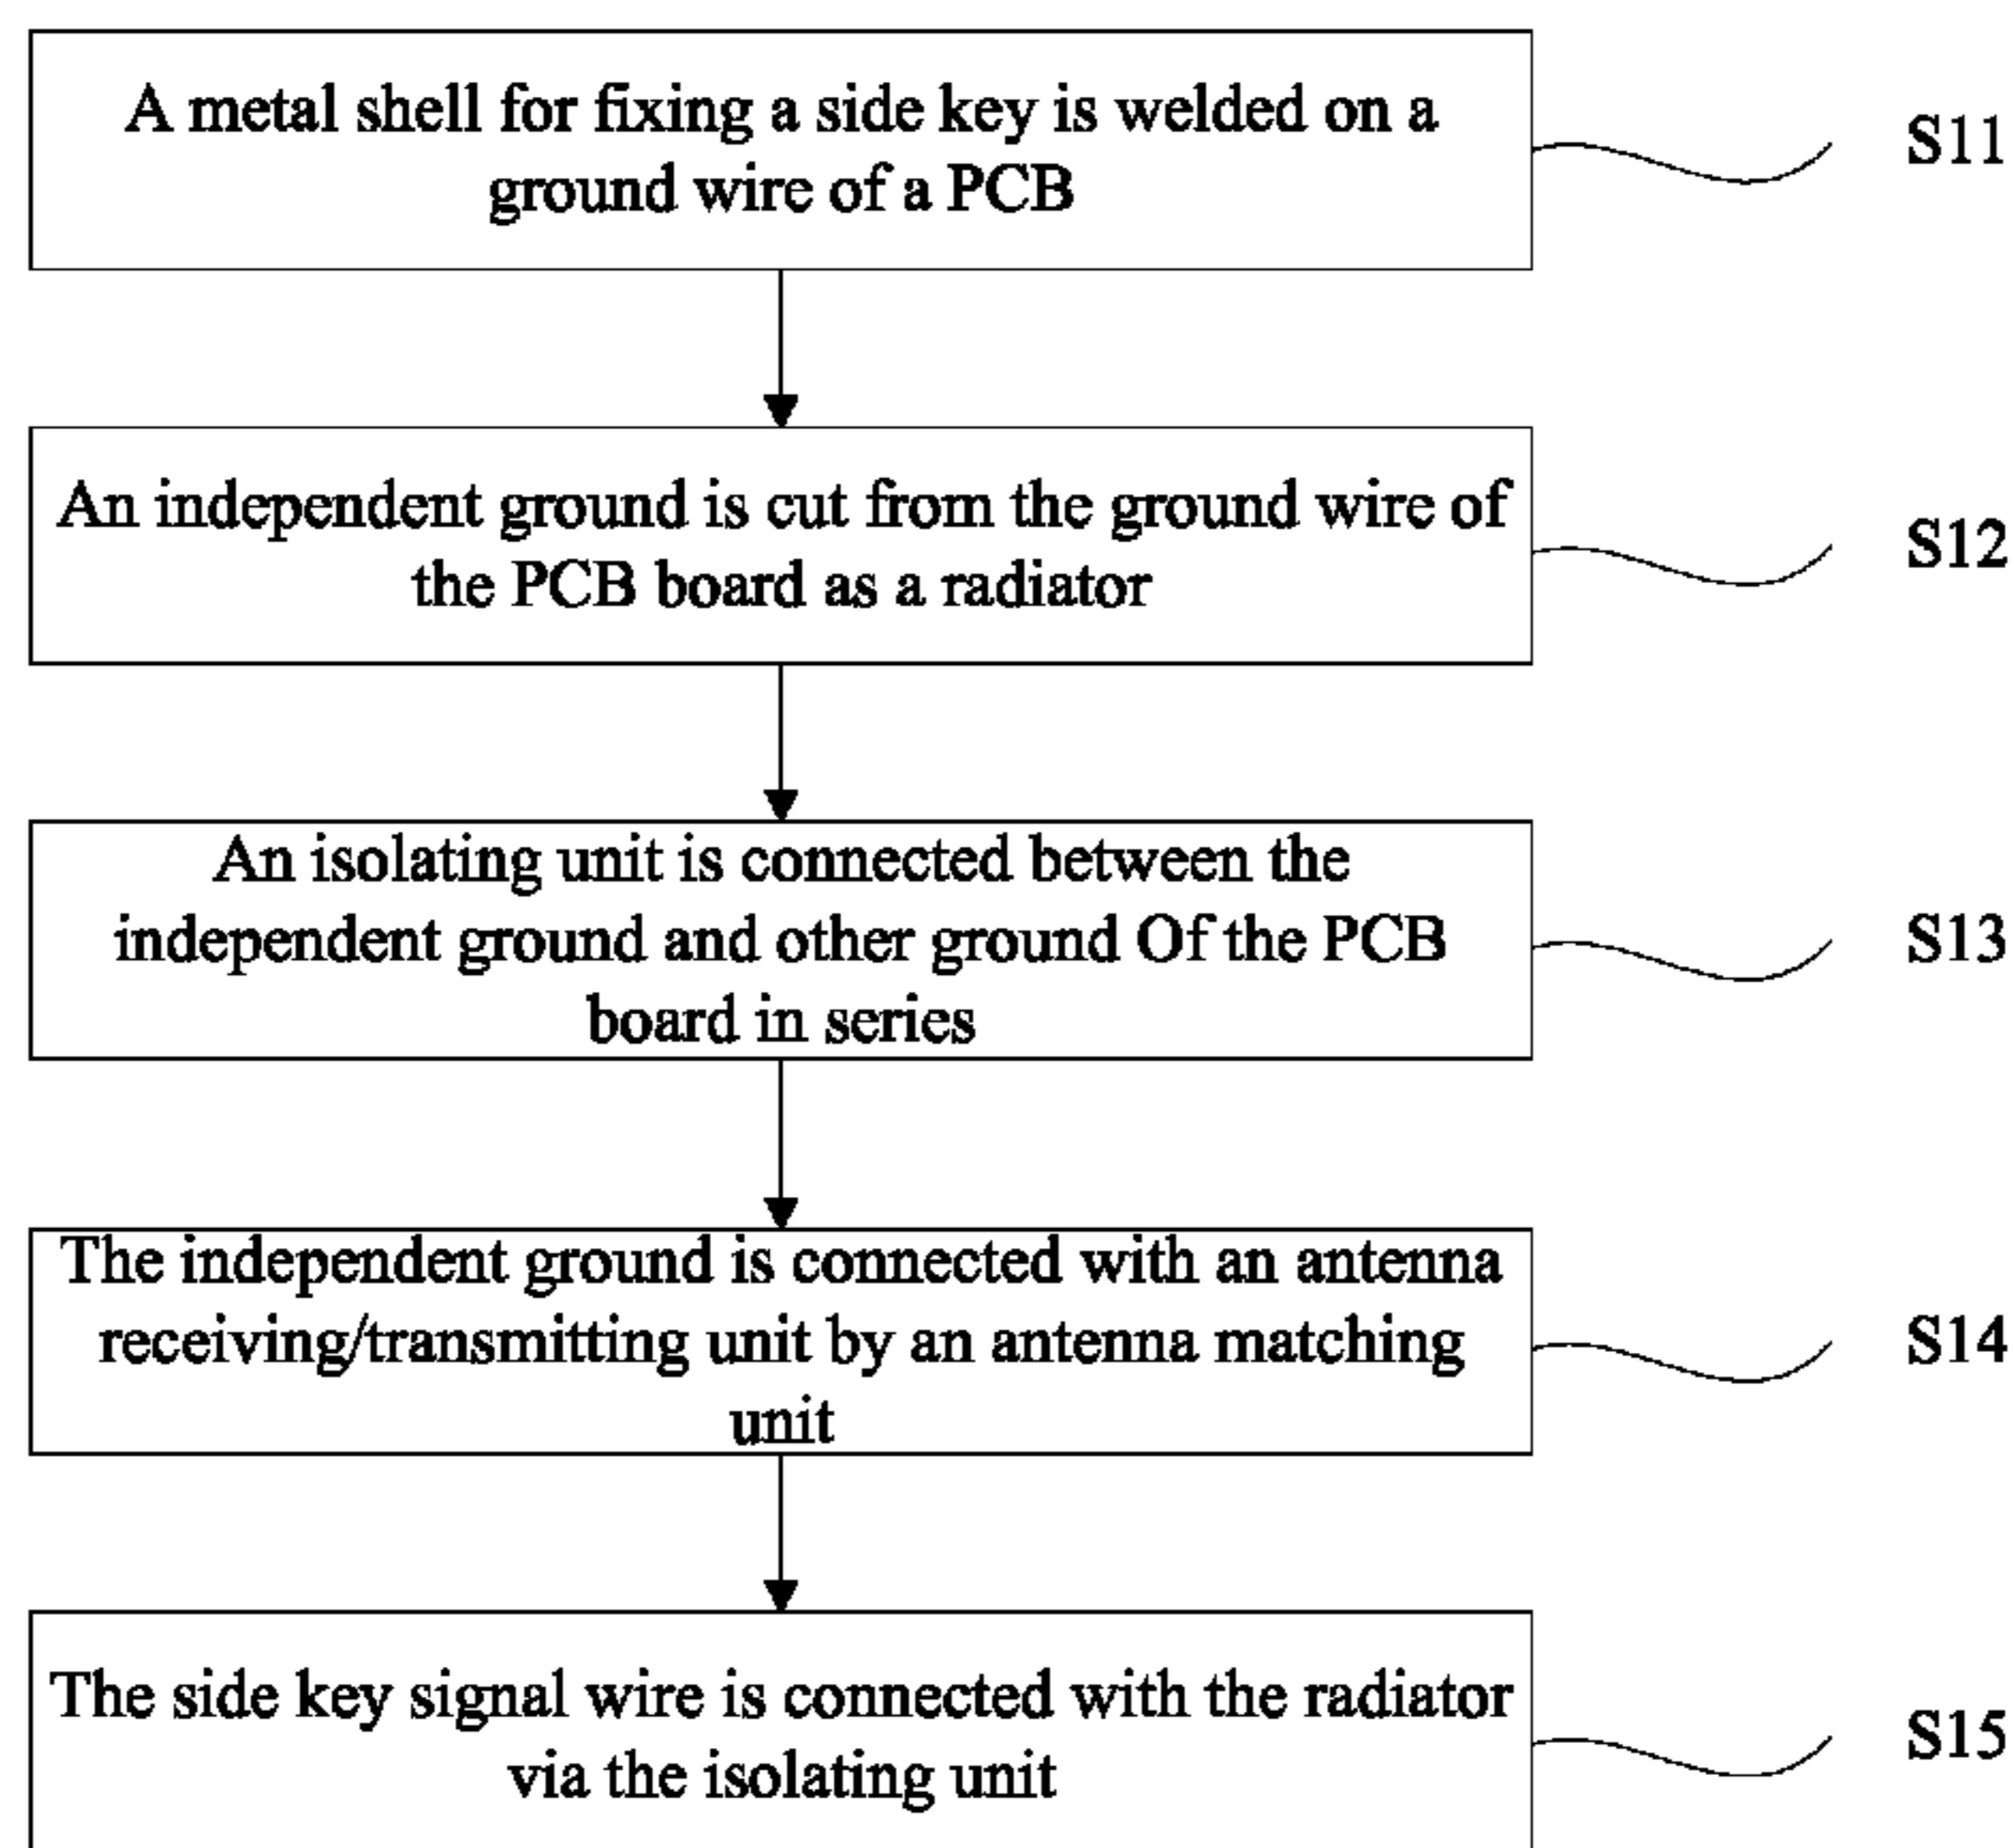 A metal shell for fixing a side key is welded on a
ground wire of a PCB
S11
An independent ground is cut from the ground wire of
the PCB board as a radiator
S12
An isolating unit is connected between the
independent ground and other ground Of the PCB
board in series
S13
The independent ground is connected with an antenna
receiving/transmitting unit by an antenna matching
unit
S14
The side key signal wire is connected with the radiator
via the isolating unit
S15